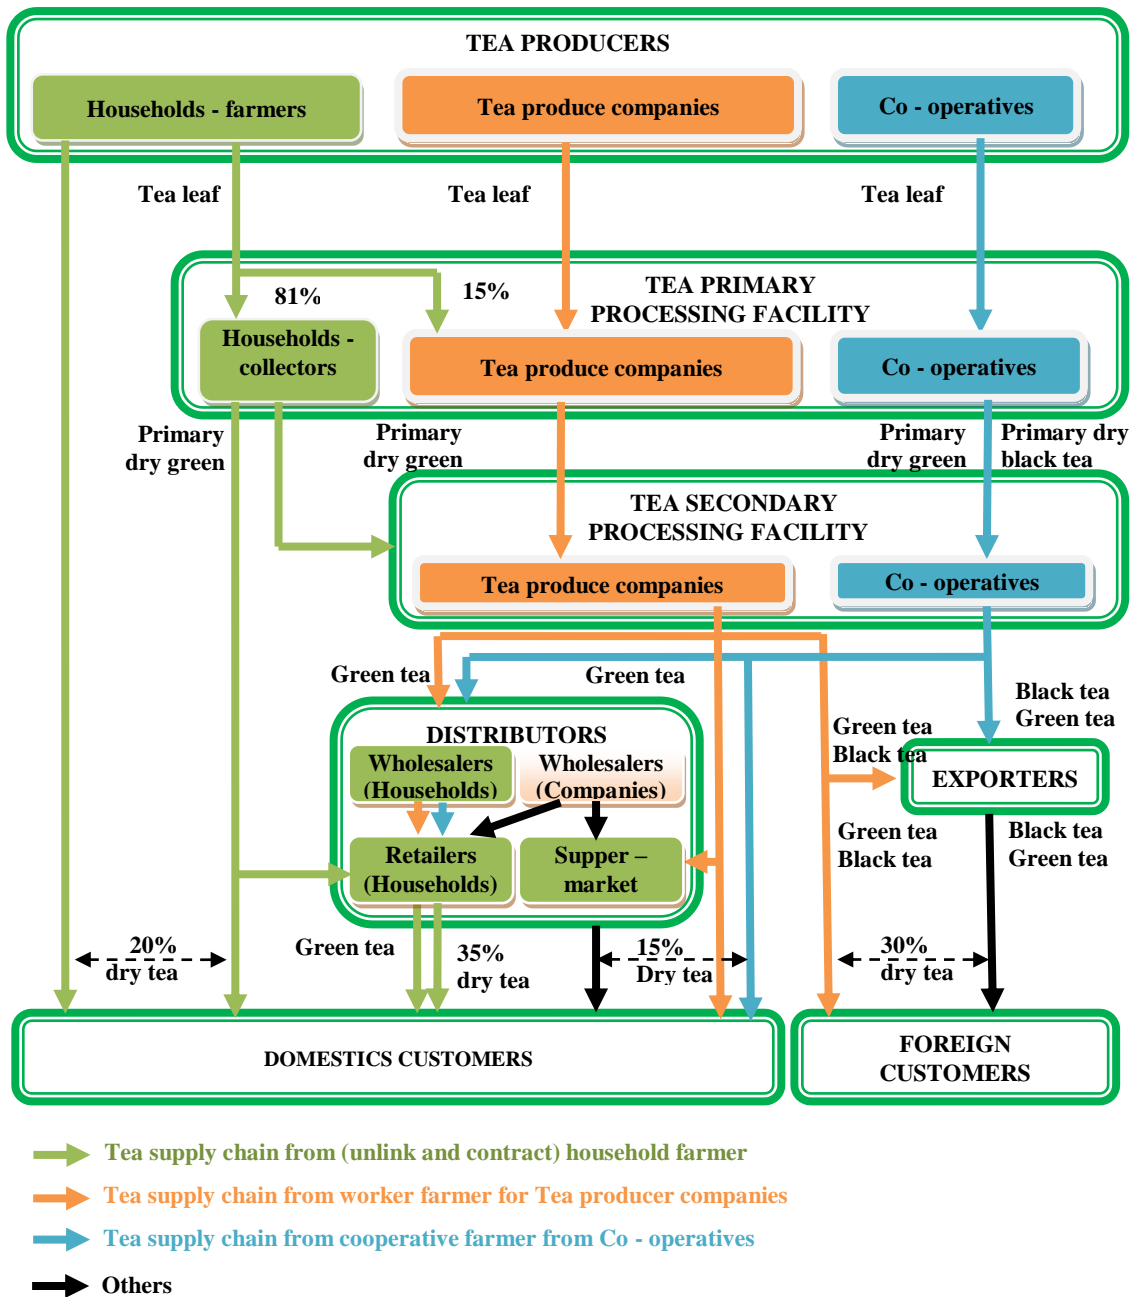 TEA PRODUCERS
Households - farmers
Tea produce companies
Co - operatives
Tea leaf
Tea leaf
Tea leaf
TEA PRIMARY
PROCESSING FACILITY
81%
15%
Households -
collectors
Tea produce companies
Co - operatives
Primary
dry green
Primary
dry green
Primary
dry green
Primary dry
black tea
TEA SECONDARY
PROCESSING FACILITY
Tea produce companies
Co - operatives
Green tea
Green tea
Black tea
Green tea
DISTRIBUTORS
Green tea
Black tea
Wholesalers
(Households)
Wholesalers
(Companies)
EXPORTERS
Retailers
(Households)
Supper –
market
Green tea
Black tea
Black tea
Green tea
20%
dry tea
Green tea
35%
dry tea
15%
Dry tea
30%
dry tea
DOMESTICS CUSTOMERS
FOREIGN
CUSTOMERS
Tea supply chain from (unlink and contract) household farmer
Tea supply chain from worker farmer for Tea producer companies
Tea supply chain from cooperative farmer from Co - operatives
Others